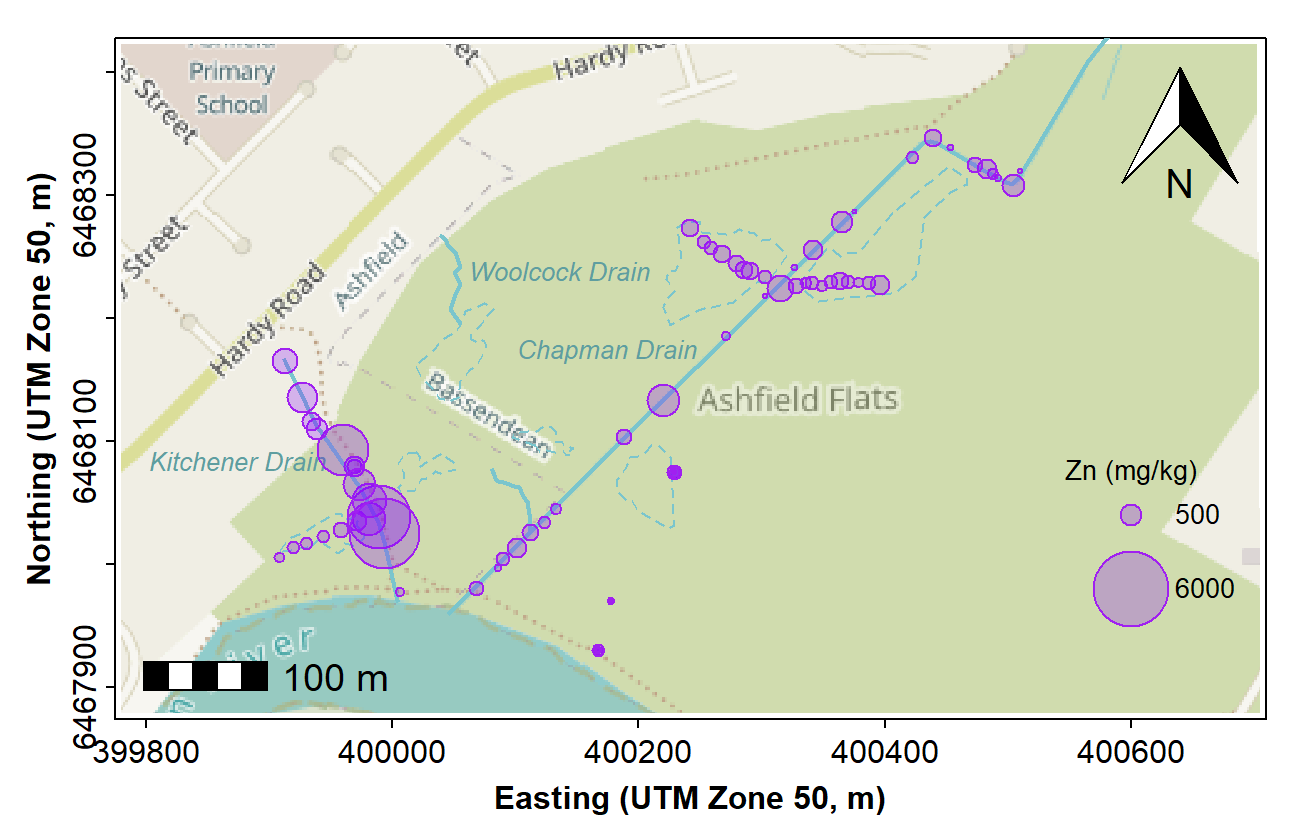 Primary
School
Hardy
Street
Street
Hardy Road
Ashfield
Woolcock Drain
Chapman Drain
Bassendean
Ashfield Flats
Kitchener Drain
N
Zn (mg/kg)
500
6000
100 m
6468300
6468100
6467900
Northing (UTM Zone 50, m)
399800
400000
400200
400400
400600
Easting (UTM Zone 50, m)